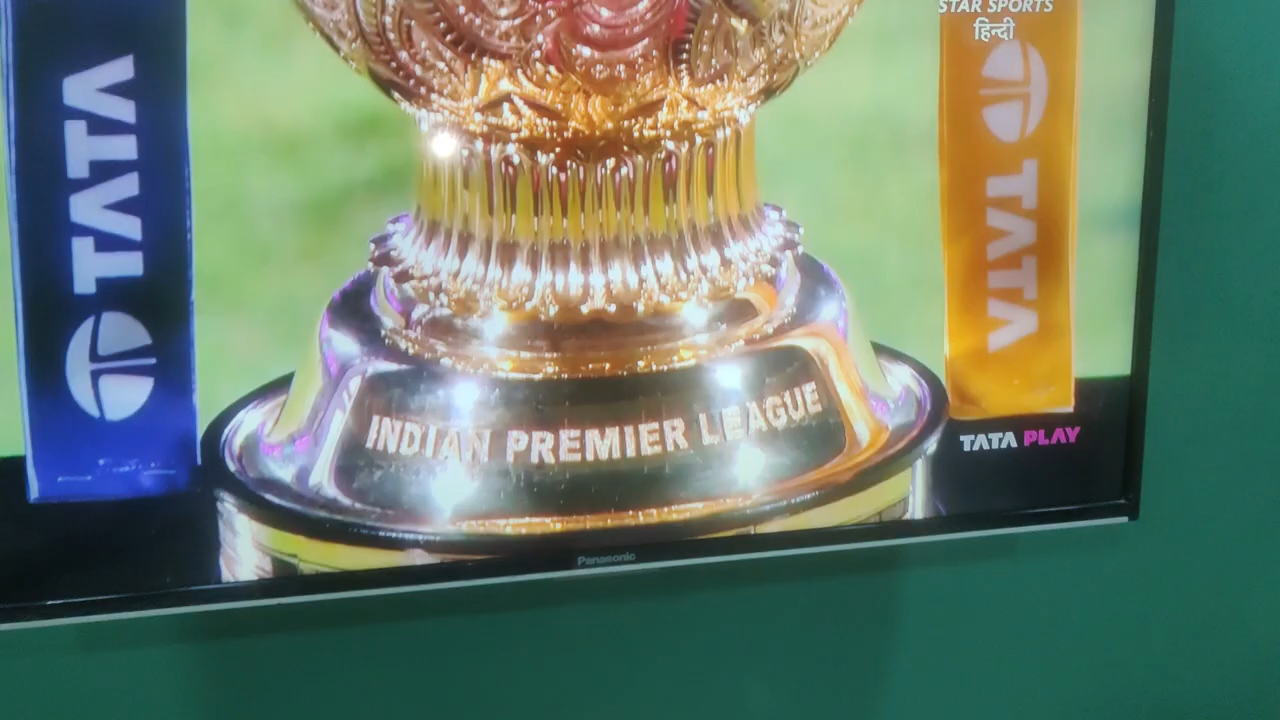 STAR SPORTS
हिन्दी
TATA
TATA
INDIAN PREMIER LEAGUE
TATA PLAY
Panasonic